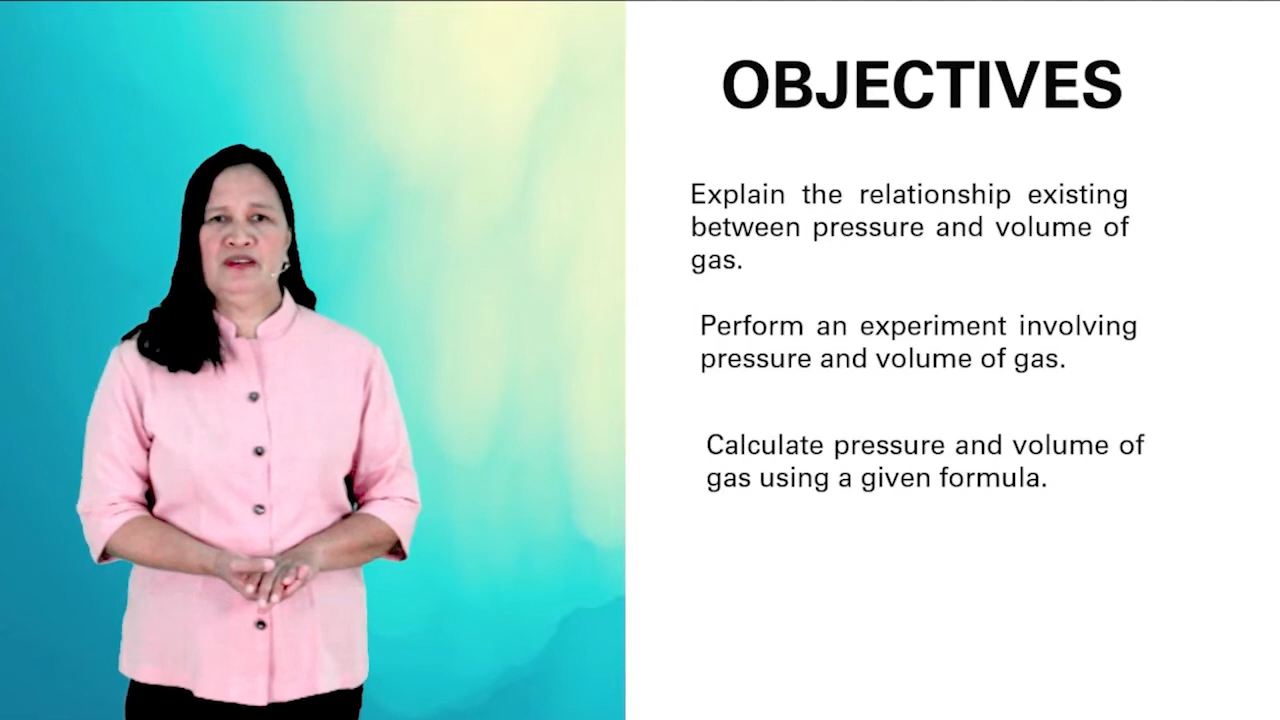 OBJECTIVES
Explain the relationship existing
between pressure and volume of
gas.
Perform an experiment involving
pressure and volume of gas.
Calculate pressure and volume of
gas using a given formula.